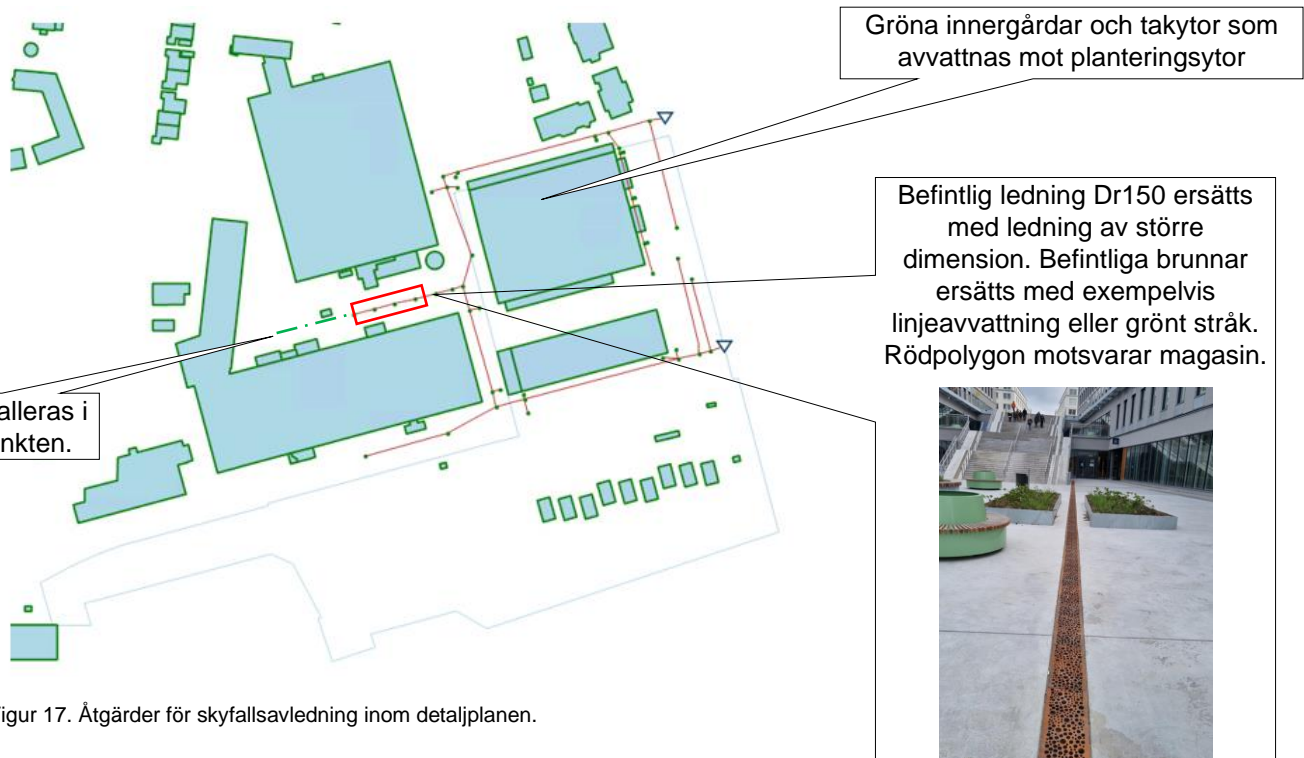 Gröna innergårdar och takytor som
avvattnas mot planteringsytor
Befintlig ledning Dr150 ersätts
med ledning av större
dimension. Befintliga brunnar
ersätts med exempelvis
linjeavvattning eller grönt stråk.
Rödpolygon motsvarar magasin.
alleras i
nkten.
igur 17. Åtgärder för skyfallsavledning inom detaljplanen.